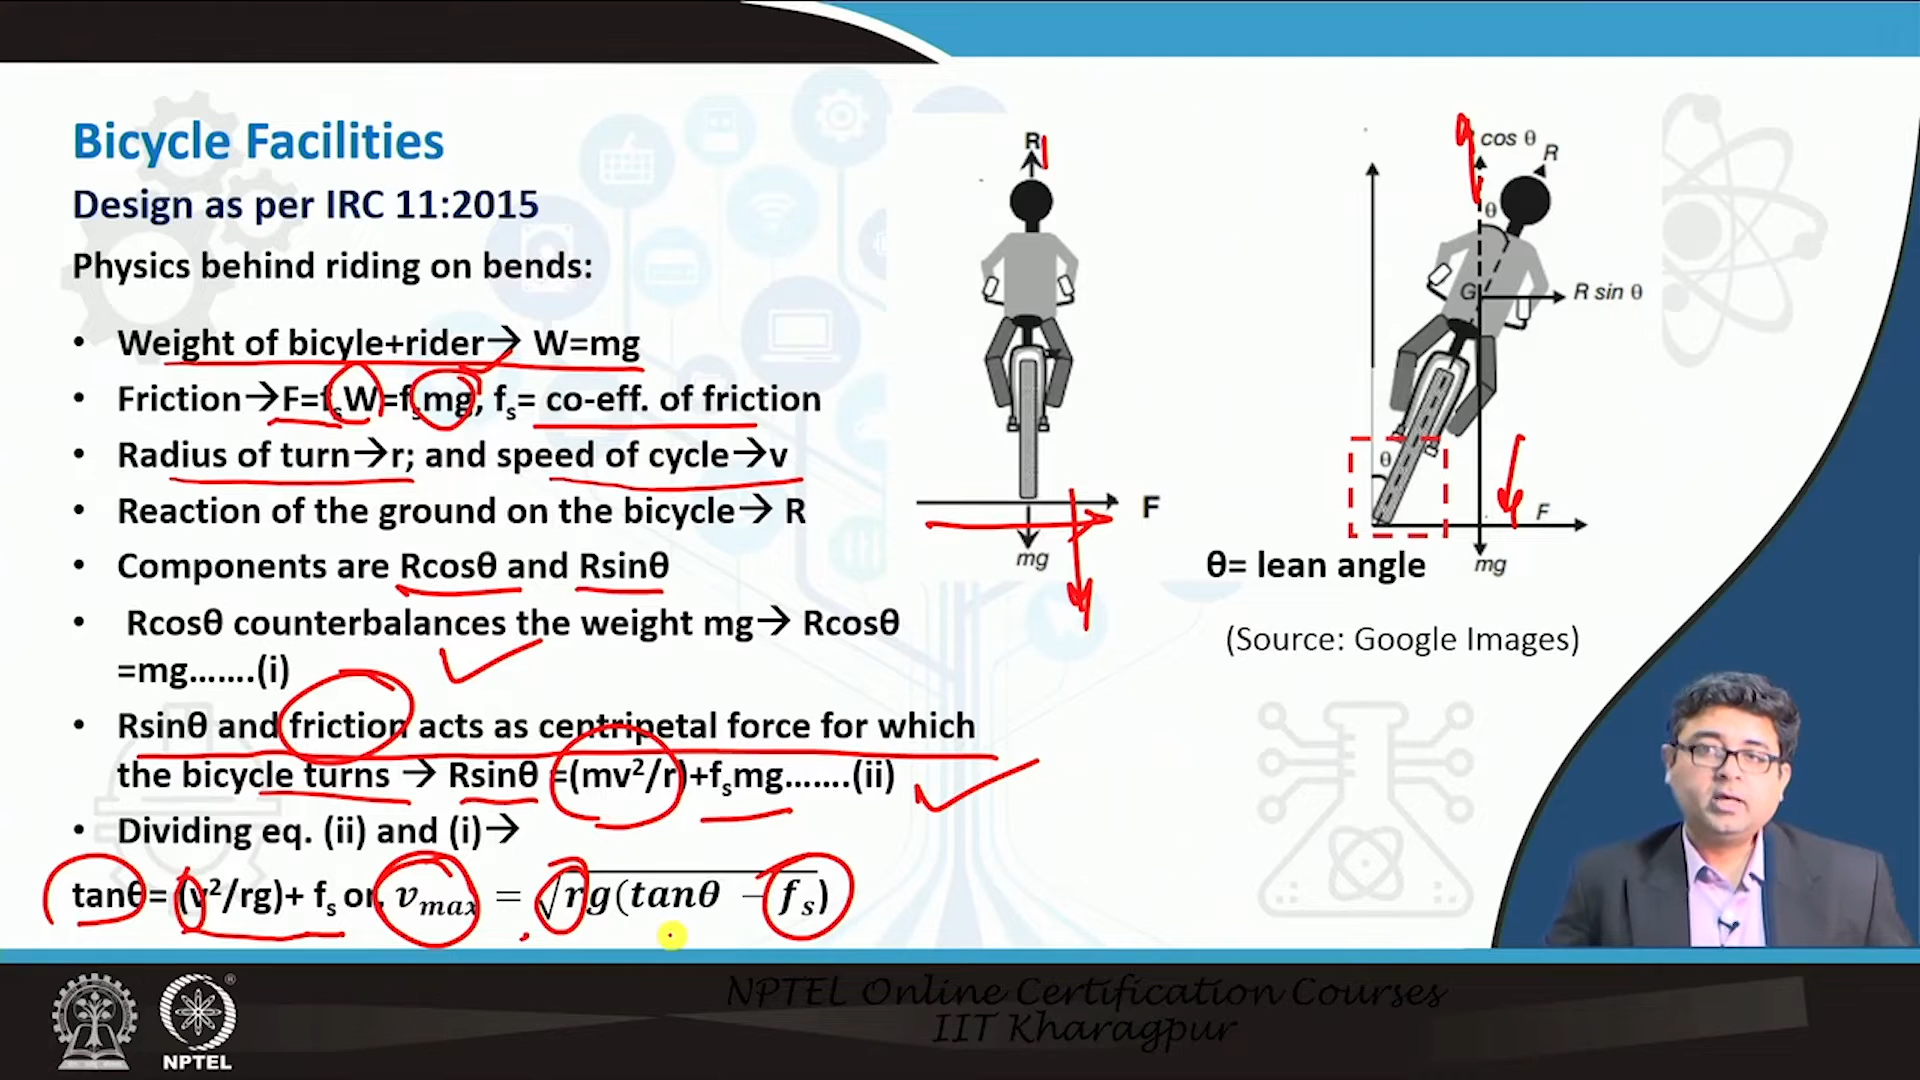 Bicycle Facilities
Design as per IRC 11:2015
Physics behind riding on bends:
• Weight of bicyle+rider→ W=mg
• Friction→F=fsW=fsmg, fs= co-eff. of friction
• Radius of turn→r; and speed of cycle→v
• Reaction of the ground on the bicycle→ R
• Components are Rcosθ and Rsinθ
• Rcosθ counterbalances the weight mg→ Rcosθ
=mg…….(i)
• Rsinθ and friction acts as centripetal force for which
the bicycle turns → Rsinθ =(mv²/r)+fsmg…….(ii)
• Dividing eq. (ii) and (i)→
tanθ= (v²/rg)+ fs or, vmax = √rg(tanθ − fs)
R
F
mg
cos θ
R
θ
G
R sin θ
θ
F
mg
θ= lean angle
(Source: Google Images)
NPTEL
®
NPTEL Online Certification Courses
IIT Kharagpur